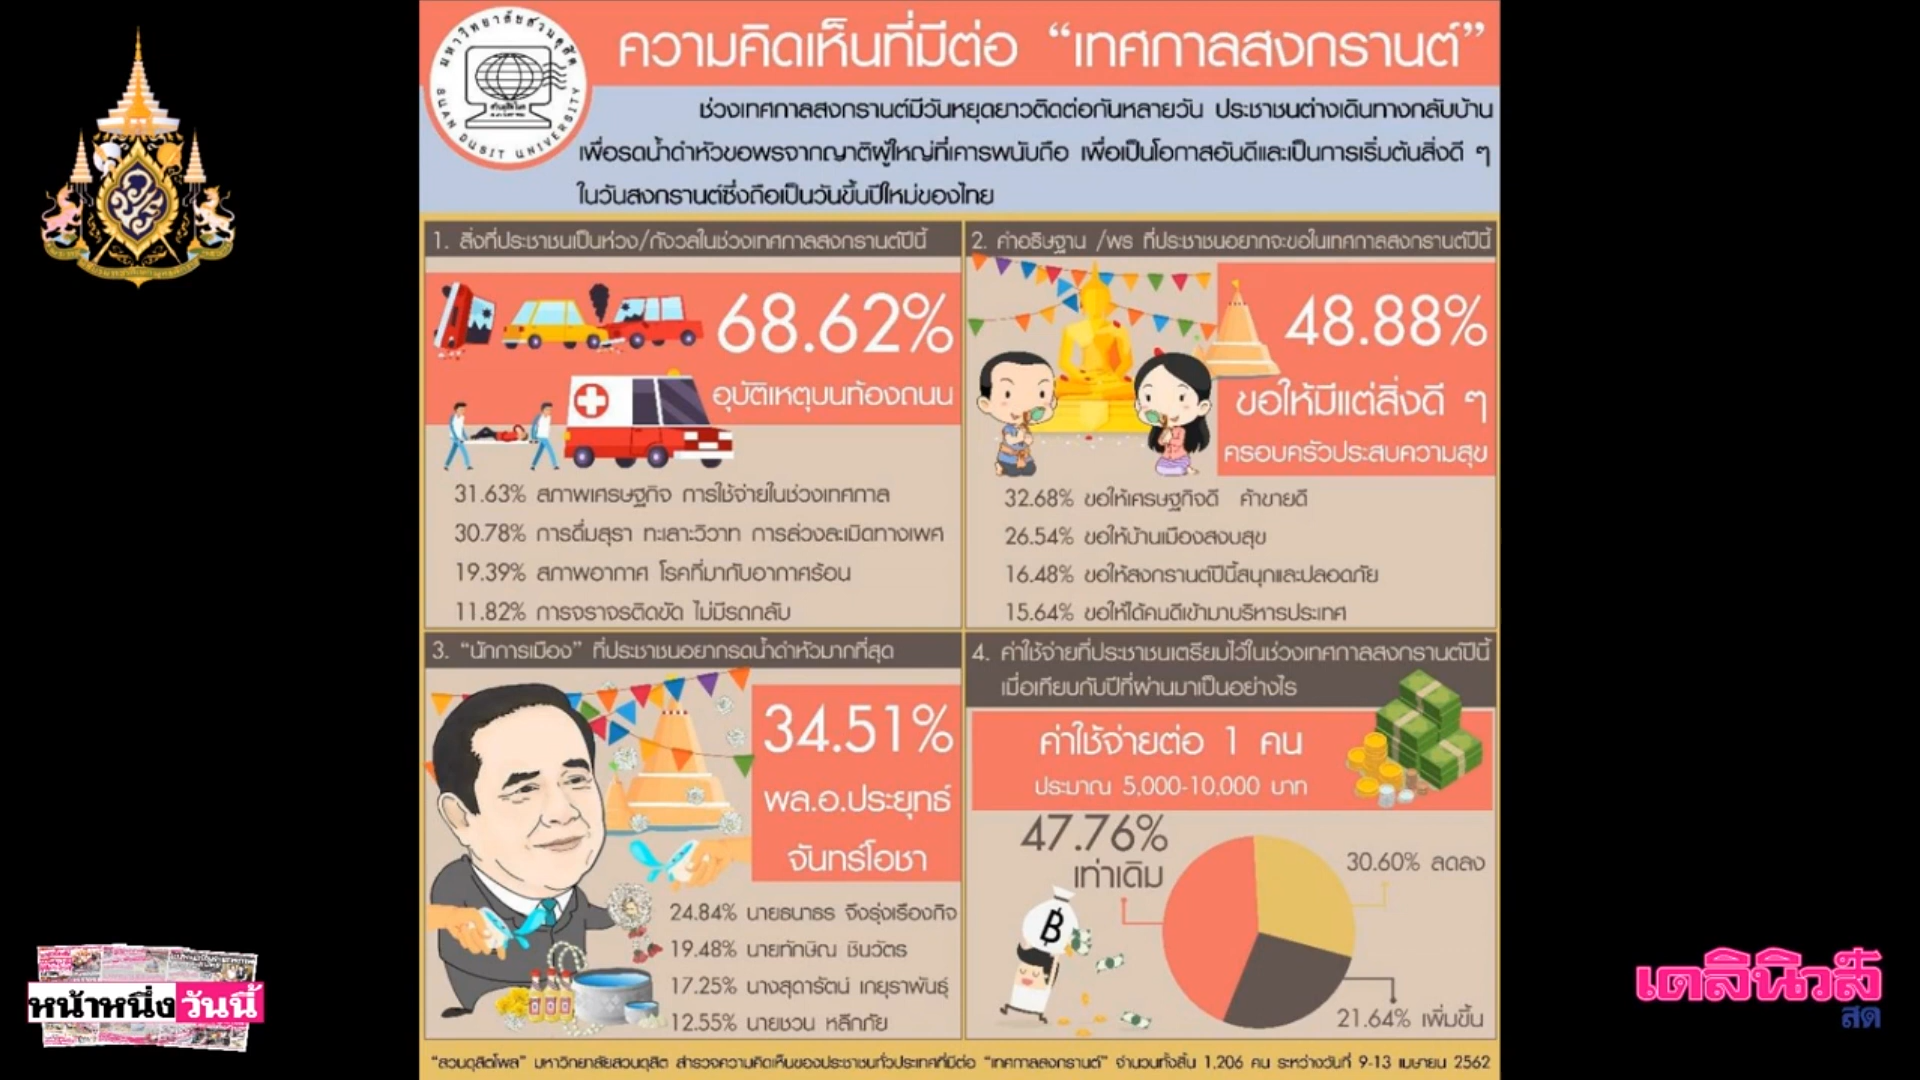 มหาวิทยาลัยสวนดุสิต
SUAN DUSIT UNIVERSITY
ความคิดเห็นที่มีต่อ “เทศกาลสงกรานต์”
ช่วงเทศกาลสงกรานต์มีวันหยุดยาวติดต่อกันหลายวัน ประชาชนต่างเดินทางกลับบ้าน
เพื่อรดน้ำดำหัวขอพรจากญาติผู้ใหญ่ที่เคารพนับถือ เพื่อเป็นโอกาสอันดีและเป็นการเริ่มต้นสิ่งดี ๆ
ในวันสงกรานต์ซึ่งถือเป็นวันขึ้นปีใหม่ของไทย
1. สิ่งที่ประชาชนเป็นห่วง/กังวลในช่วงเทศกาลสงกรานต์ปีนี้
68.62%
อุบัติเหตุบนท้องถนน
31.63% สภาพเศรษฐกิจ การใช้จ่ายในช่วงเทศกาล
30.78% การดื่มสุรา ทะเลาะวิวาท การล่วงละเมิดทางเพศ
19.39% สภาพอากาศ โรคที่มากับอากาศร้อน
11.82% การจราจรติดขัด ไม่มีรถกลับ
2. คำอธิษฐาน /พร ที่ประชาชนอยากจะขอในเทศกาลสงกรานต์ปีนี้
48.88%
ขอให้มีแต่สิ่งดี ๆ
ครอบครัวประสบความสุข
32.68% ขอให้เศรษฐกิจดี ค้าขายดี
26.54% ขอให้บ้านเมืองสงบสุข
16.48% ขอให้สงกรานต์ปีนี้สนุกและปลอดภัย
15.64% ขอให้ได้คนดีเข้ามาบริหารประเทศ
3. “นักการเมือง” ที่ประชาชนอยากรดน้ำดำหัวมากที่สุด
34.51%
พล.อ.ประยุทธ์
จันทร์โอชา
24.84% นายธนาธร จึงรุ่งเรืองกิจ
19.48% นายทักษิณ ชินวัตร
17.25% นางสุดารัตน์ เกยุราพันธุ์
12.55% นายชวน หลีกภัย
4. ค่าใช้จ่ายที่ประชาชนเตรียมไว้ในช่วงเทศกาลสงกรานต์ปีนี้
เมื่อเทียบกับปีที่ผ่านมาเป็นอย่างไร
ค่าใช้จ่ายต่อ 1 คน
ประมาณ 5,000-10,000 บาท
47.76%
เท่าเดิม
30.60% ลดลง
฿
21.64% เพิ่มขึ้น
“สวนดุสิตโพล” มหาวิทยาลัยสวนดุสิต สำรวจความคิดเห็นของประชาชนทั่วประเทศที่มีต่อ “เทศกาลสงกรานต์” จำนวนทั้งสิ้น 1,206 คน ระหว่างวันที่ 9-13 เมษายน 2562
หน้าหนึ่งวันนี้
เดลินิวส์
สด